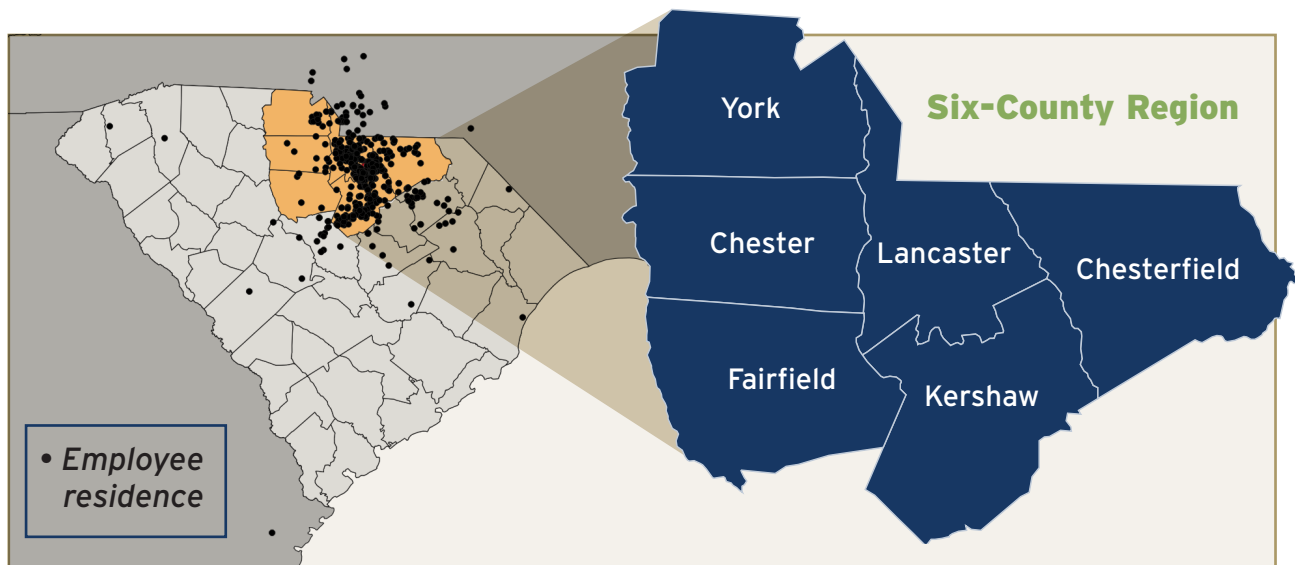 Six-County Region
York
Chester
Lancaster
Chesterfield
Fairfield
Kershaw
• Employee
residence